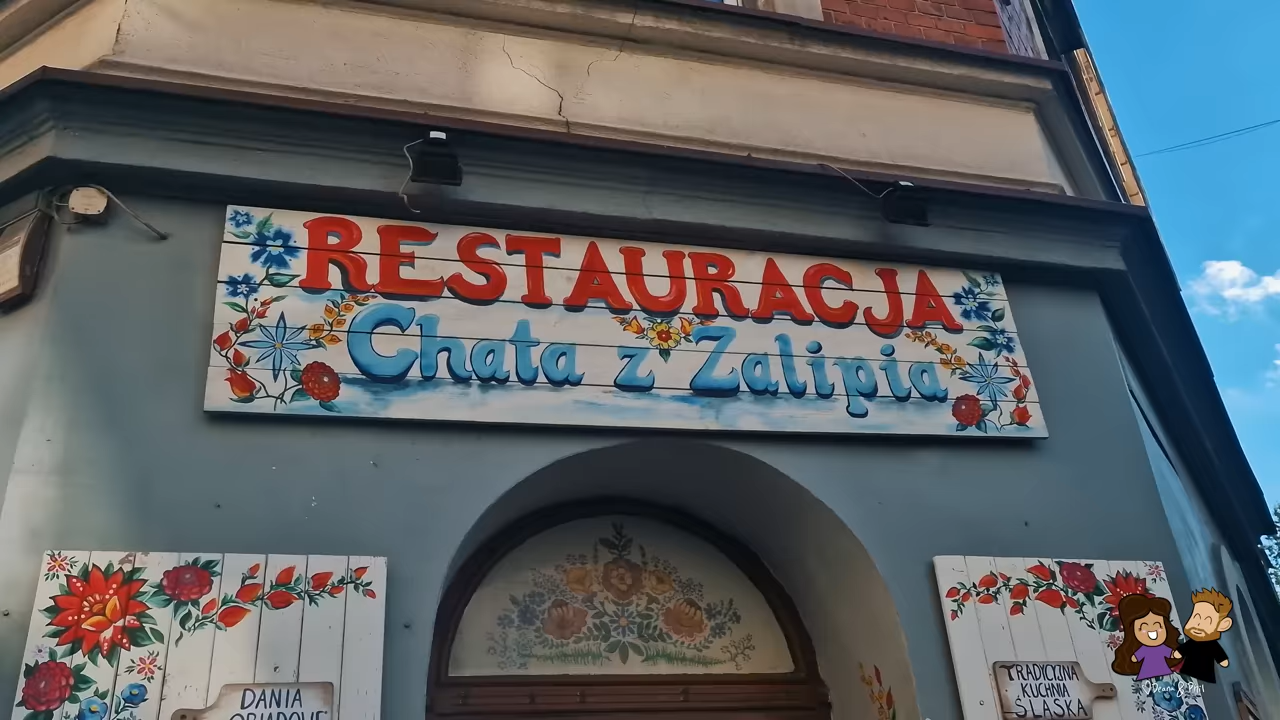 RESTAURACJA
Chata z Zalipia
DANIA
OBIADOWE
TRADYCYJNA
KUCHNIA
ŚLĄSKA